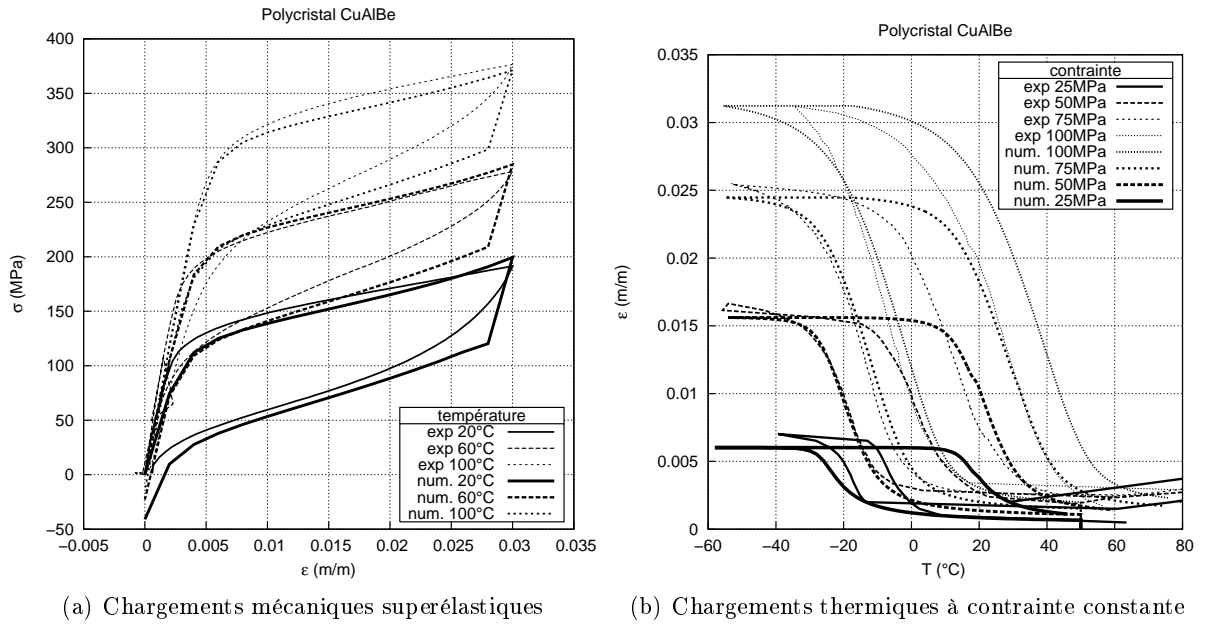 Polycristal CuAlBe
400
350
300
250
200
150
100
50
0
−50
−0.005 0 0.005 0.01 0.015 0.02 0.025 0.03 0.035
σ (MPa)
ε (m/m)
température
exp 20°C
exp 60°C
exp 100°C
num. 20°C
num. 60°C
num. 100°C
(a) Chargements mécaniques superélastiques
Polycristal CuAlBe
0.035
0.03
0.025
0.02
0.015
0.01
0.005
0
−60 −40 −20 0 20 40 60 80
ε (m/m)
T (°C)
contrainte
exp 25MPa
exp 50MPa
exp 75MPa
exp 100MPa
num. 100MPa
num. 75MPa
num. 50MPa
num. 25MPa
(b) Chargements thermiques à contrainte constante